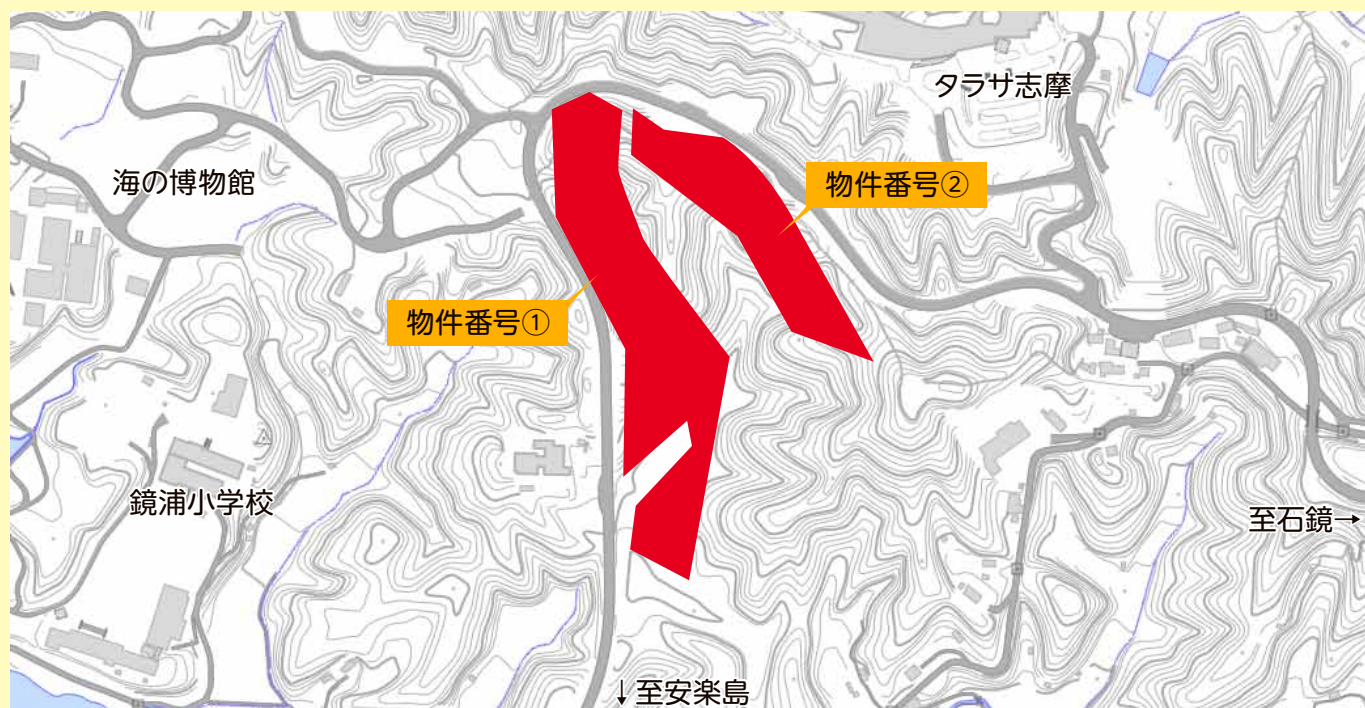 タラサ志摩
海の博物館
物件番号②
物件番号①
鏡浦小学校
至石鏡→
↓至安楽島